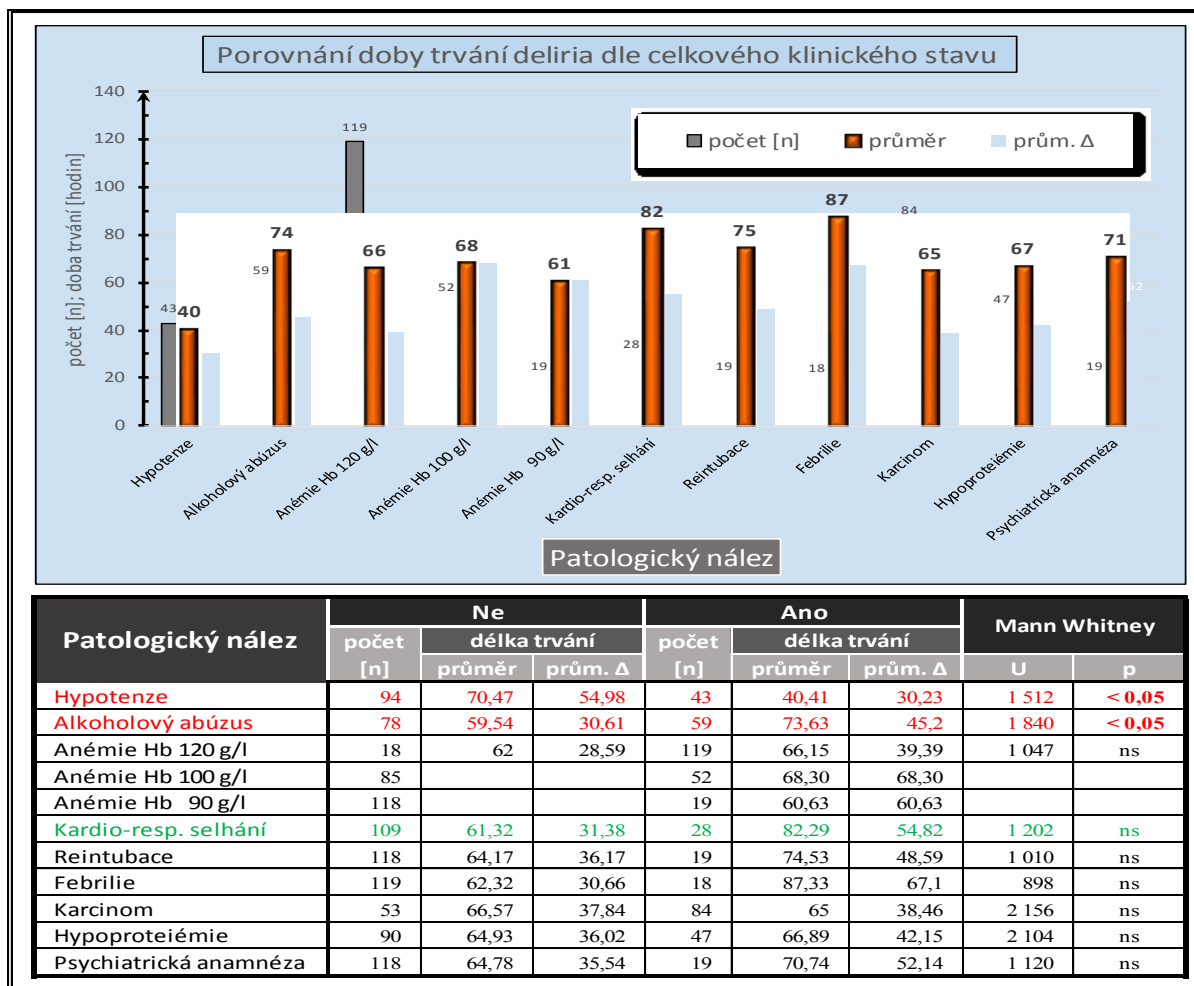 Porovnání doby trvání deliria dle celkového klinického stavu
počet [n]; doba trvání [hodin]
140
120
100
80
60
40
20
0
počet [n] průměr prům. Δ
43 40
59 74
119 66
52 68
19 61
28 82
19 75
18 87
84 65
47 67
19 71 52
Hypotenze
Alkoholový abúzus
Anémie Hb 120 g/l
Anémie Hb 100 g/l
Anémie Hb 90 g/l
Kardio-resp. selhání
Reintubace
Febrilie
Karcinom
Hypoproteiémie
Psychiatrická anamnéza
Patologický nález
Patologický nález Ne Ano Mann Whitney
počet [n] délka trvání počet [n] délka trvání
průměr prům. Δ průměr prům. Δ U p
Hypotenze 94 70,47 54,98 43 40,41 30,23 1 512 < 0,05
Alkoholový abúzus 78 59,54 30,61 59 73,63 45,2 1 840 < 0,05
Anémie Hb 120 g/l 18 62 28,59 119 66,15 39,39 1 047 ns
Anémie Hb 100 g/l 85 52 68,30 68,30
Anémie Hb 90 g/l 118 19 60,63 60,63
Kardio-resp. selhání 109 61,32 31,38 28 82,29 54,82 1 202 ns
Reintubace 118 64,17 36,17 19 74,53 48,59 1 010 ns
Febrilie 119 62,32 30,66 18 87,33 67,1 898 ns
Karcinom 53 66,57 37,84 84 65 38,46 2 156 ns
Hypoproteiémie 90 64,93 36,02 47 66,89 42,15 2 104 ns
Psychiatrická anamnéza 118 64,78 35,54 19 70,74 52,14 1 120 ns